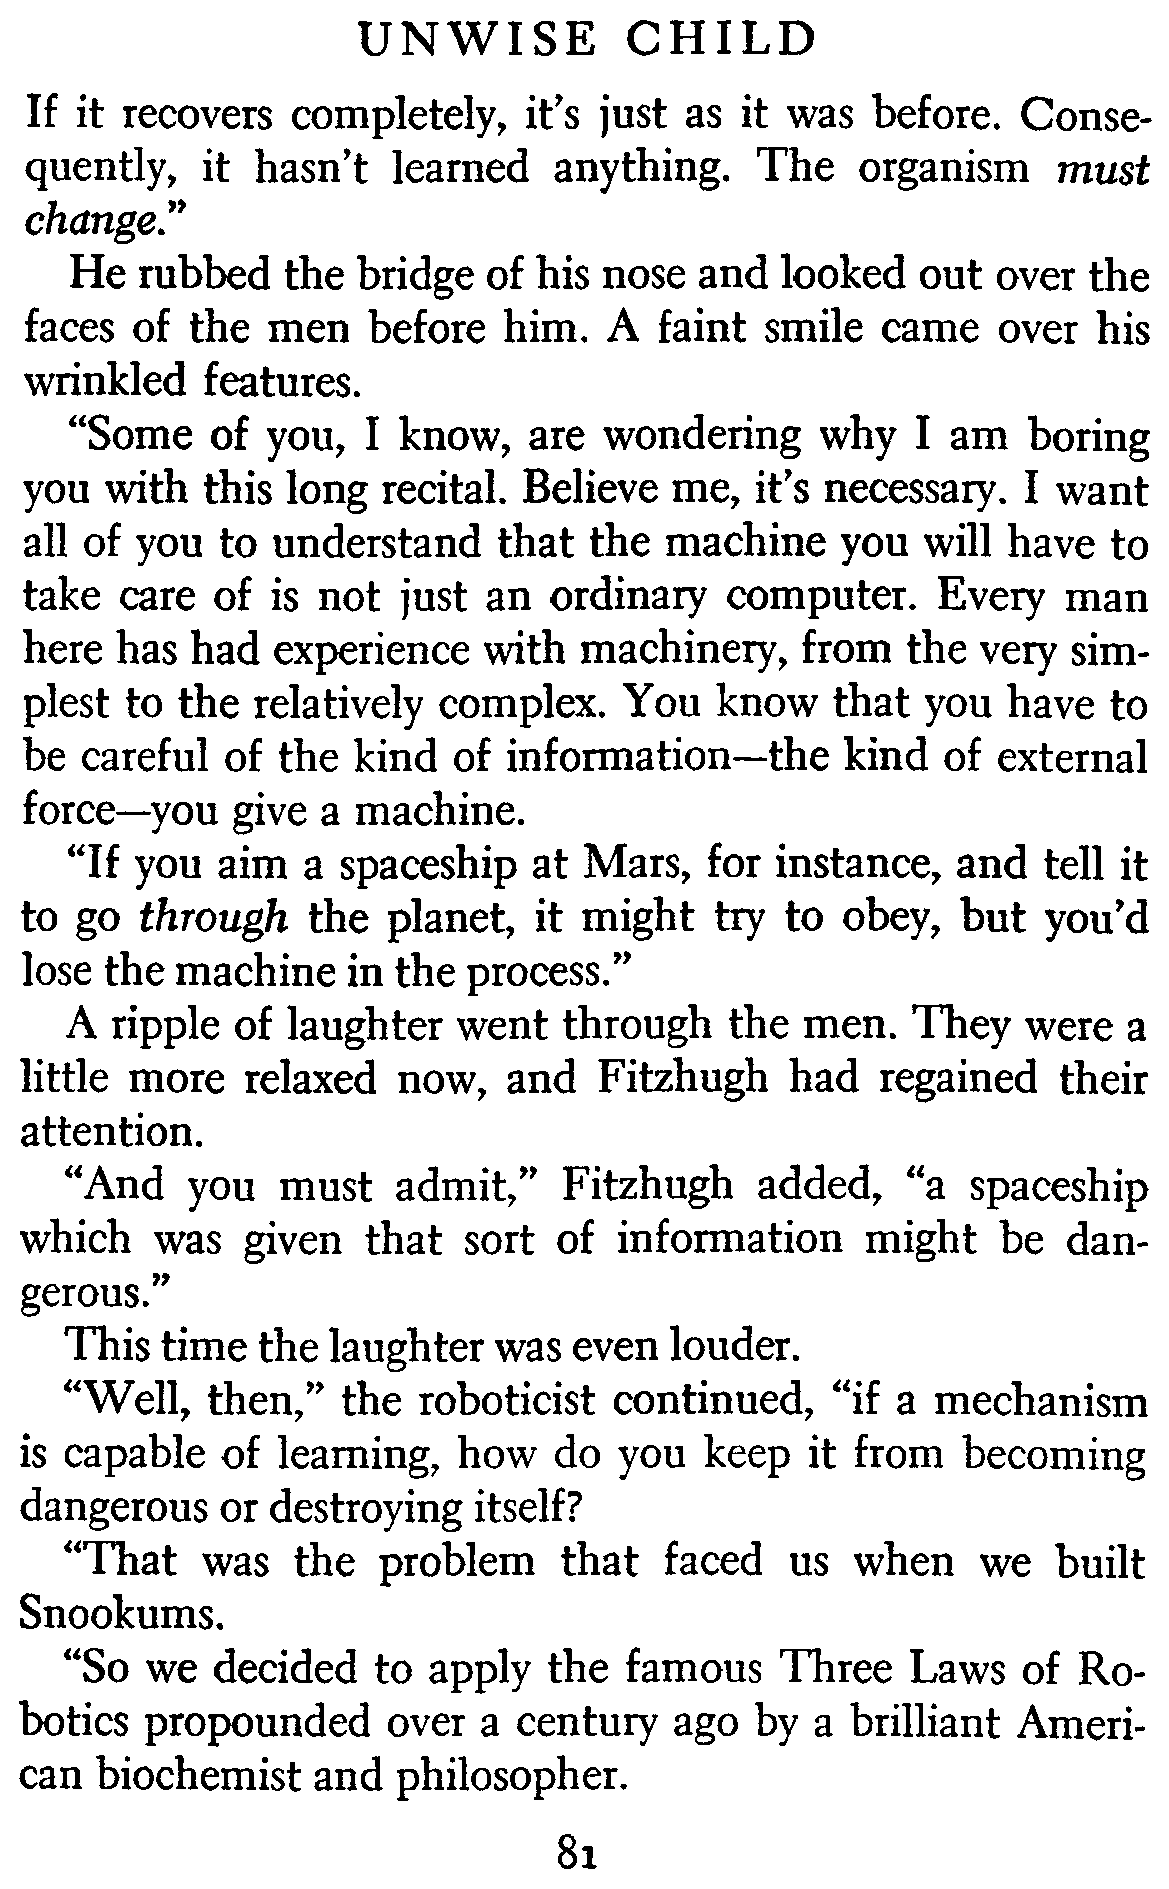 UNWISE CHILD
If it recovers completely, it's just as it was before. Conse-
quently, it hasn't learned anything. The organism must
change."
He rubbed the bridge of his nose and looked out over the
faces of the men before him. A faint smile came over his
wrinkled features.
"Some of you, I know, are wondering why I am boring
you with this long recital. Believe me, it's necessary. I want
all of you to understand that the machine you will have to
take care of is not just an ordinary computer. Every man
here has had experience with machinery, from the very sim-
plest to the relatively complex. You know that you have to
be careful of the kind of information—the kind of external
force—you give a machine.
"If you aim a spaceship at Mars, for instance, and tell it
to go through the planet, it might try to obey, but you'd
lose the machine in the process."
A ripple of laughter went through the men. They were a
little more relaxed now, and Fitzhugh had regained their
attention.
"And you must admit," Fitzhugh added, "a spaceship
which was given that sort of information might be dan-
gerous."
This time the laughter was even louder.
"Well, then," the roboticist continued, "if a mechanism
is capable of learning, how do you keep it from becoming
dangerous or destroying itself?
"That was the problem that faced us when we built
Snookums.
"So we decided to apply the famous Three Laws of Ro-
botics propounded over a century ago by a brilliant Ameri-
can biochemist and philosopher.
81